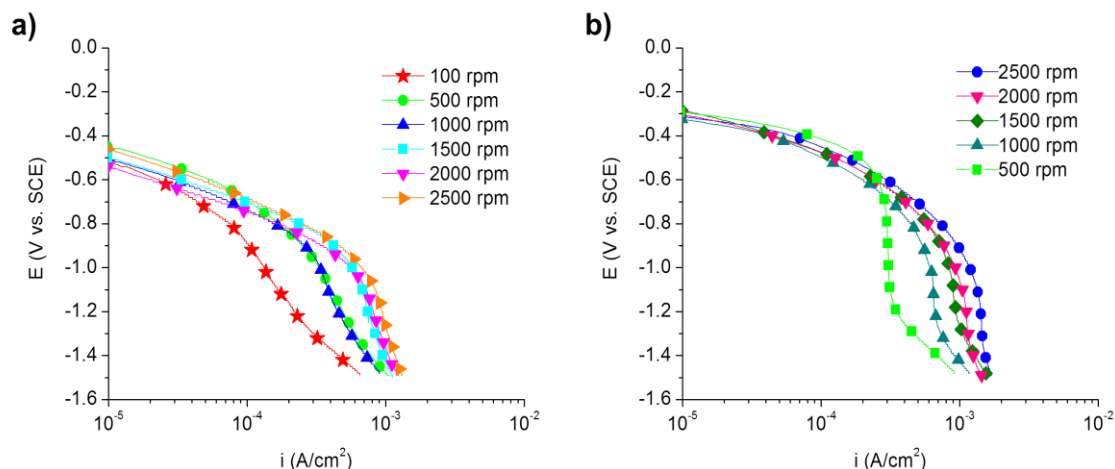 a)
0.0
-0.2
-0.4
-0.6
-0.8
-1.0
-1.2
-1.4
-1.6
E (V vs. SCE)
100 rpm
500 rpm
1000 rpm
1500 rpm
2000 rpm
2500 rpm
10⁻⁵ 10⁻⁴ 10⁻³ 10⁻²
i (A/cm²)
b)
0.0
-0.2
-0.4
-0.6
-0.8
-1.0
-1.2
-1.4
-1.6
E (V vs. SCE)
2500 rpm
2000 rpm
1500 rpm
1000 rpm
500 rpm
10⁻⁵ 10⁻⁴ 10⁻³ 10⁻²
i (A/cm²)